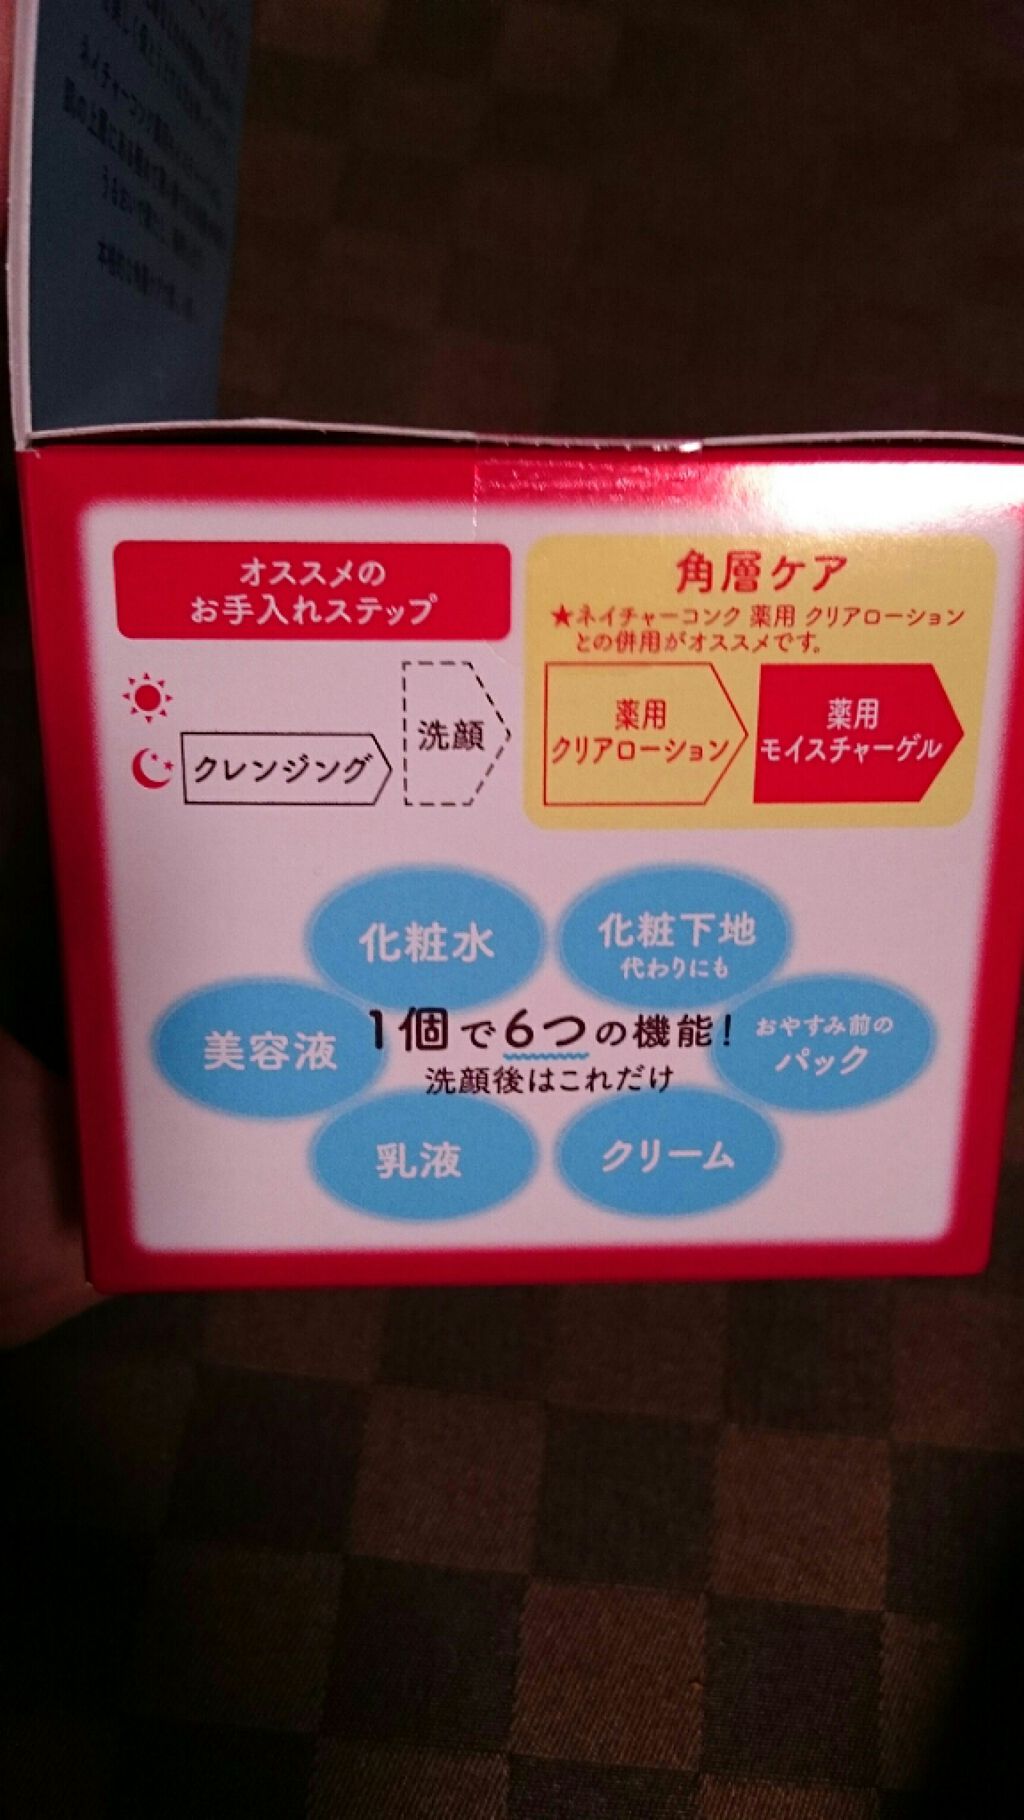 オススメの
お手入れステップ
角層ケア
★ネイチャーコンク 薬用 クリアローション
との併用がオススメです。
クレンジング
洗顔
薬用
クリアローション
薬用
モイスチャーゲル
化粧水
化粧下地
代わりにも
美容液
1個で6つの機能!
洗顔後はこれだけ
おやすみ前の
パック
乳液
クリーム